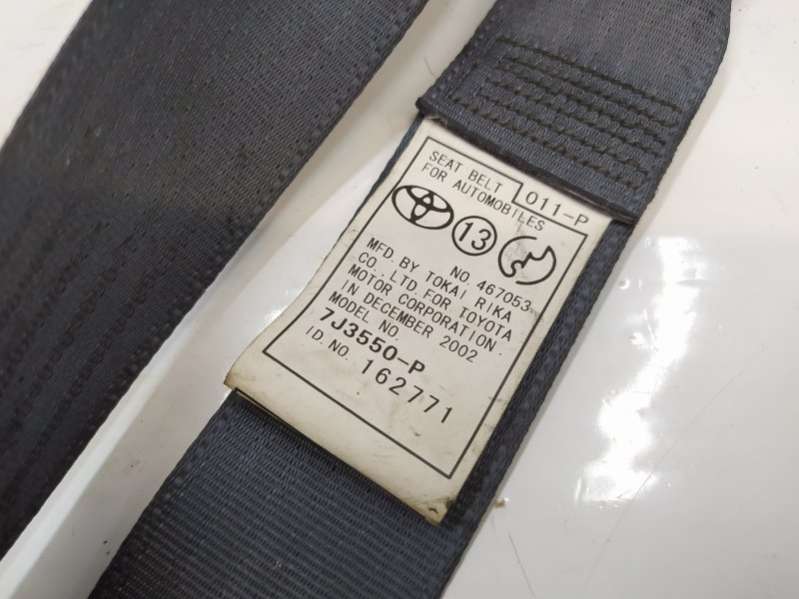 SEAT BELT 011-P
FOR AUTOMOBILES
13
NO. 467053
MFD. BY TOKAI RIKA
CO., LTD. FOR TOYOTA
MOTOR CORPORATION
IN DECEMBER 2002
MODEL NO.
7J3550-P
ID. NO. 162771